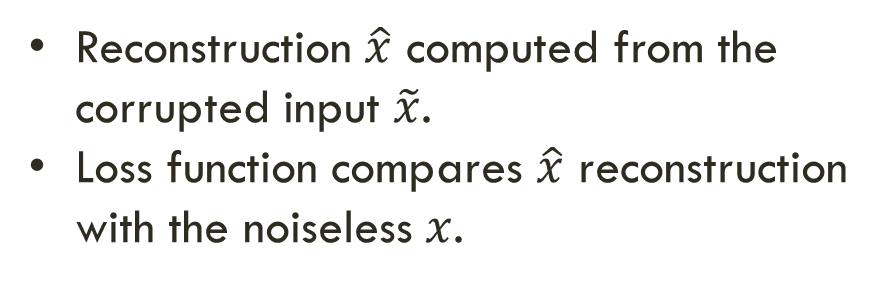 • Reconstruction x̂ computed from the
corrupted input x̃.
• Loss function compares x̂ reconstruction
with the noiseless x.